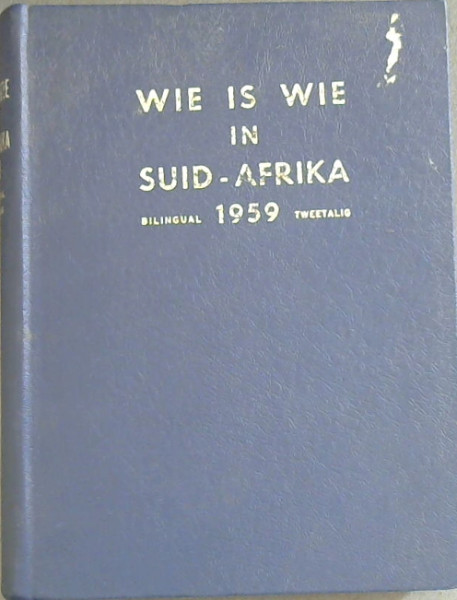 WIE IS WIE
IN
SUID-AFRIKA
BILINGUAL 1959 TWEETALIG